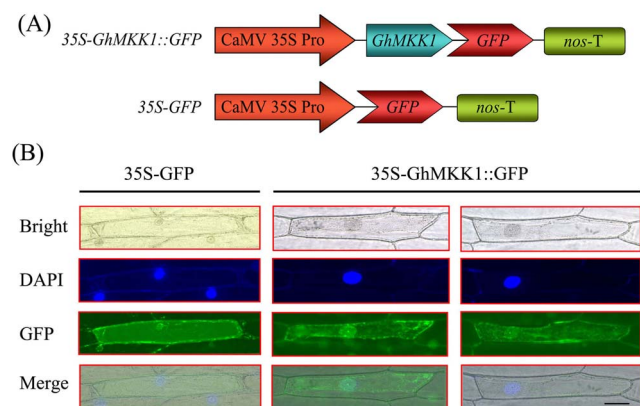 (A)
35S-GhMKK1::GFP CaMV 35S Pro GhMKK1 GFP nos-T
35S-GFP CaMV 35S Pro GFP nos-T
(B)
35S-GFP 35S-GhMKK1::GFP
Bright
DAPI
GFP
Merge